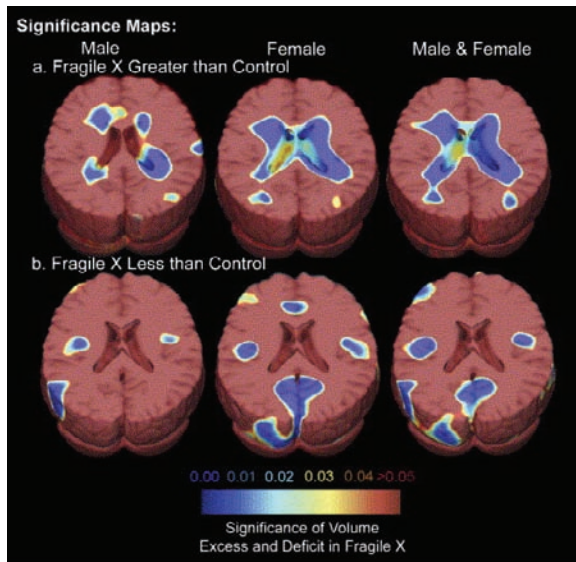 Significance Maps:
Male Female Male & Female
a. Fragile X Greater than Control
b. Fragile X Less than Control
0.00 0.01 0.02 0.03 0.04 >0.05
Significance of Volume
Excess and Deficit in Fragile X